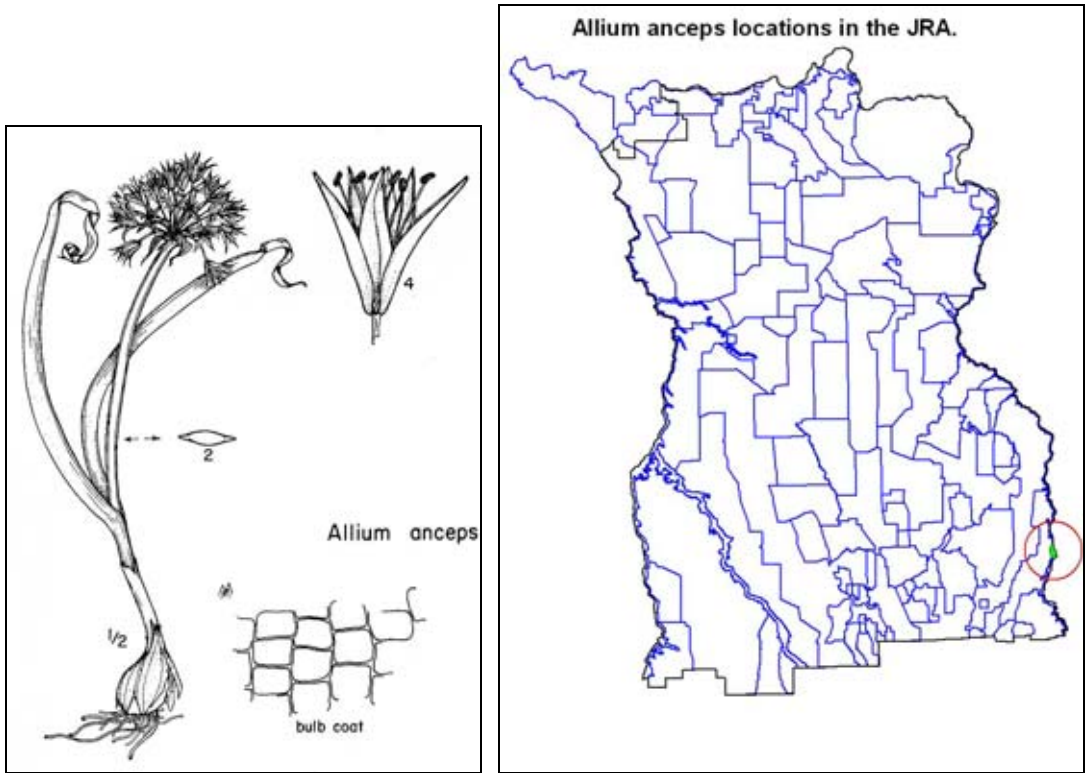 Allium anceps locations in the JRA.
4
2
Allium anceps
1/2
bulb coat